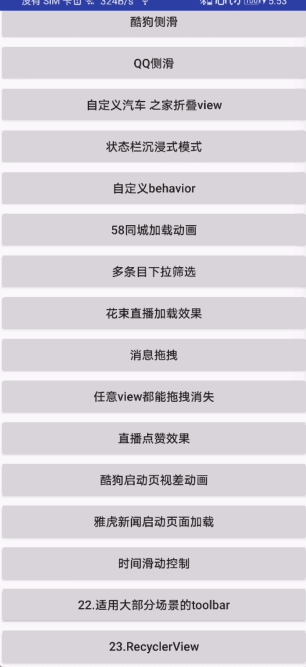 没有 SIM 卡 324B/s 5:53
酷狗侧滑
QQ侧滑
自定义汽车 之家折叠view
状态栏沉浸式模式
自定义behavior
58同城加载动画
多条目下拉筛选
花束直播加载效果
消息拖拽
任意view都能拖拽消失
直播点赞效果
酷狗启动页视差动画
雅虎新闻启动页面加载
时间滑动控制
22.适用大部分场景的toolbar
23.RecyclerView